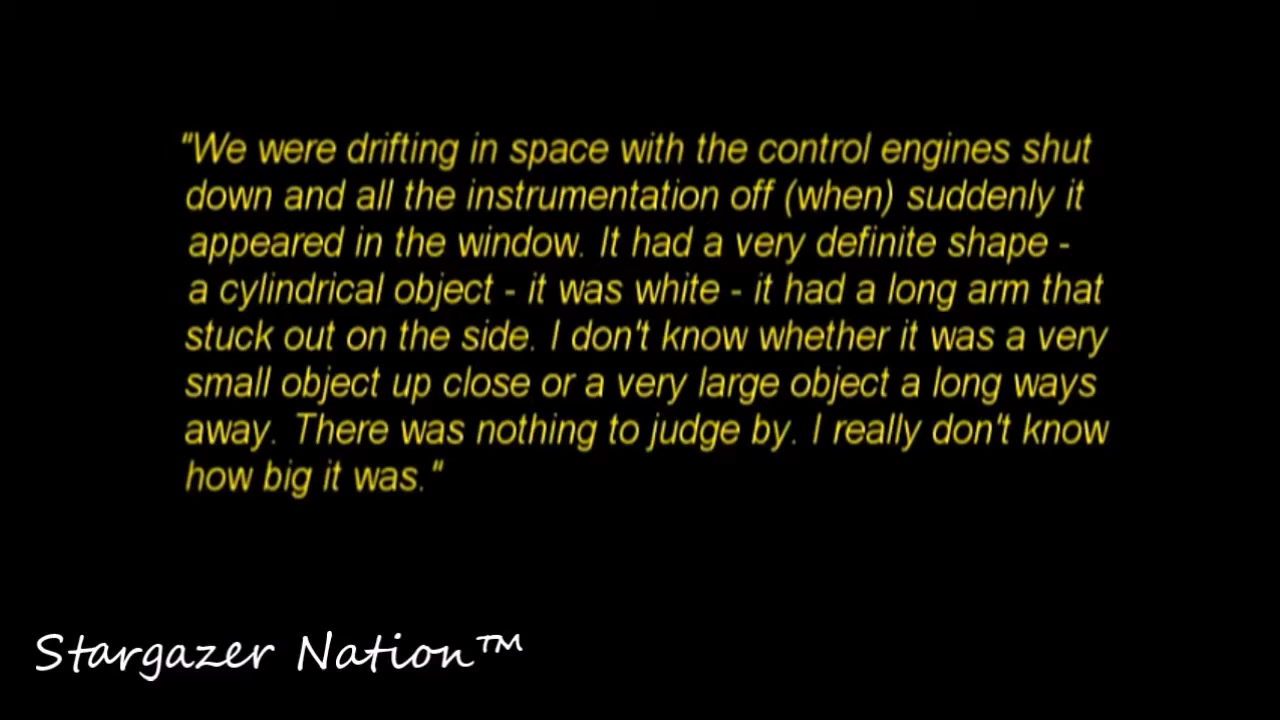 "We were drifting in space with the control engines shut
down and all the instrumentation off (when) suddenly it
appeared in the window. It had a very definite shape -
a cylindrical object - it was white - it had a long arm that
stuck out on the side. I don't know whether it was a very
small object up close or a very large object a long ways
away. There was nothing to judge by. I really don't know
how big it was."
Stargazer Nation™